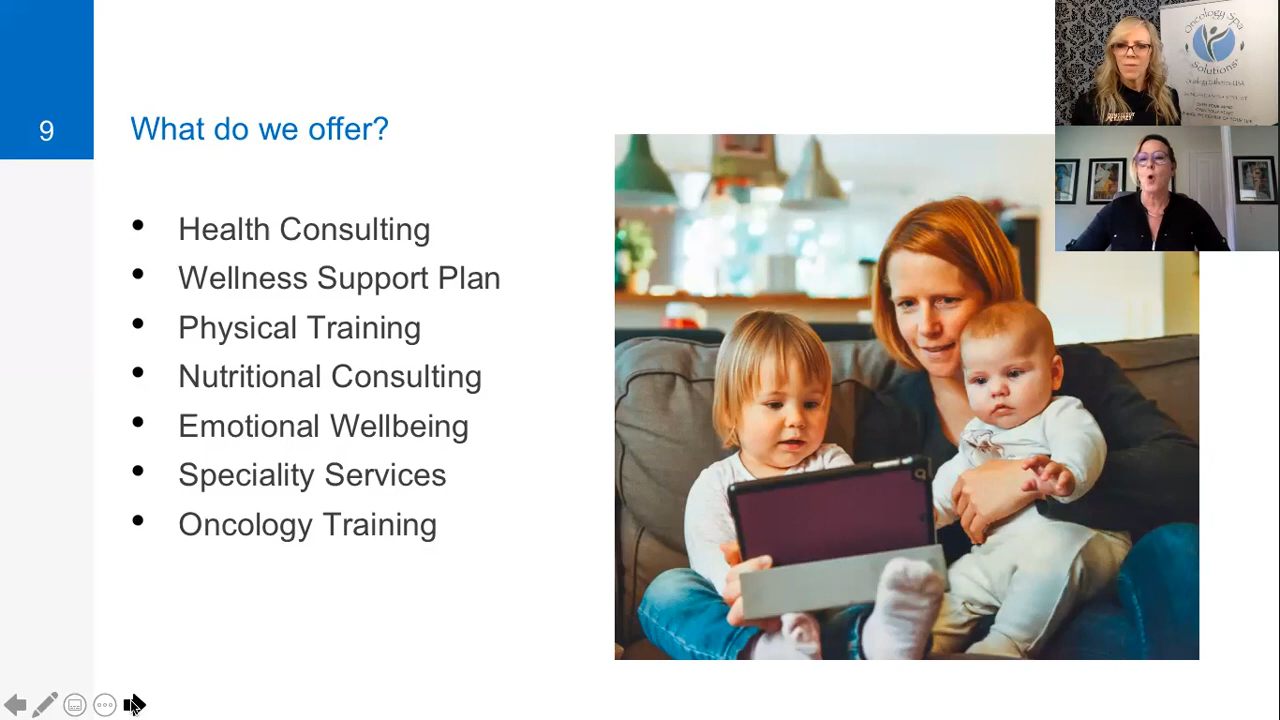 9
What do we offer?
• Health Consulting
• Wellness Support Plan
• Physical Training
• Nutritional Consulting
• Emotional Wellbeing
• Speciality Services
• Oncology Training
Oncology Spa
Solutions